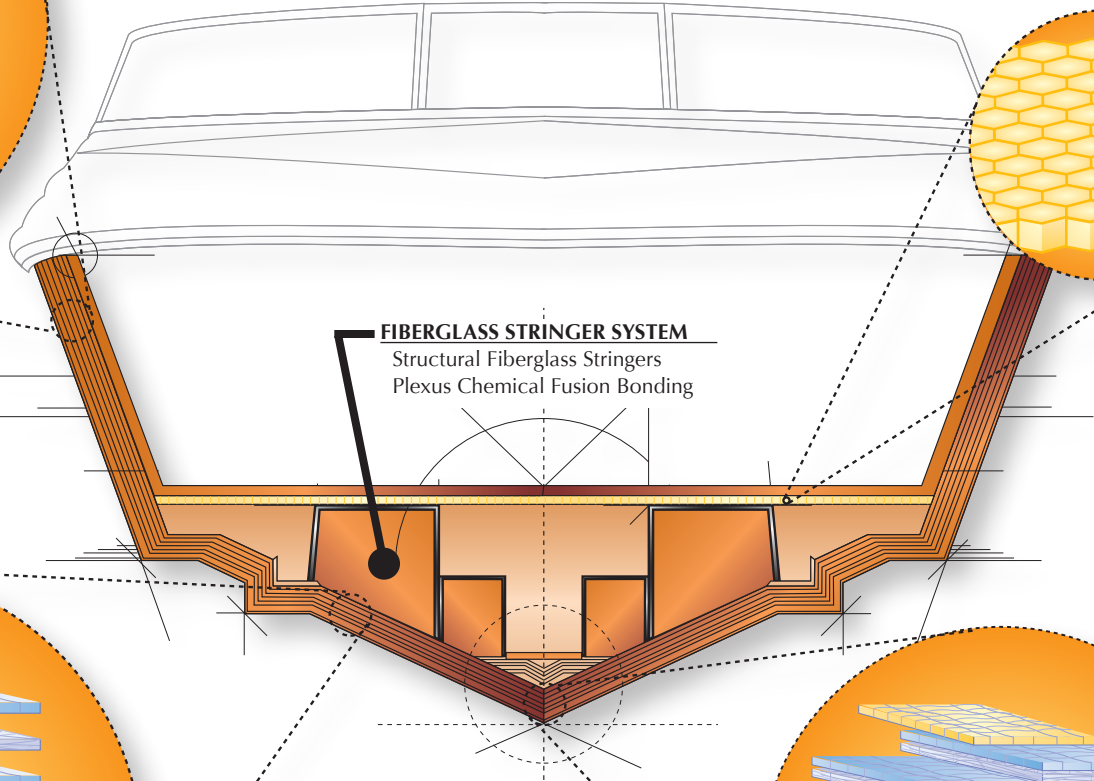 FIBERGLASS STRINGER SYSTEM
Structural Fiberglass Stringers
Plexus Chemical Fusion Bonding